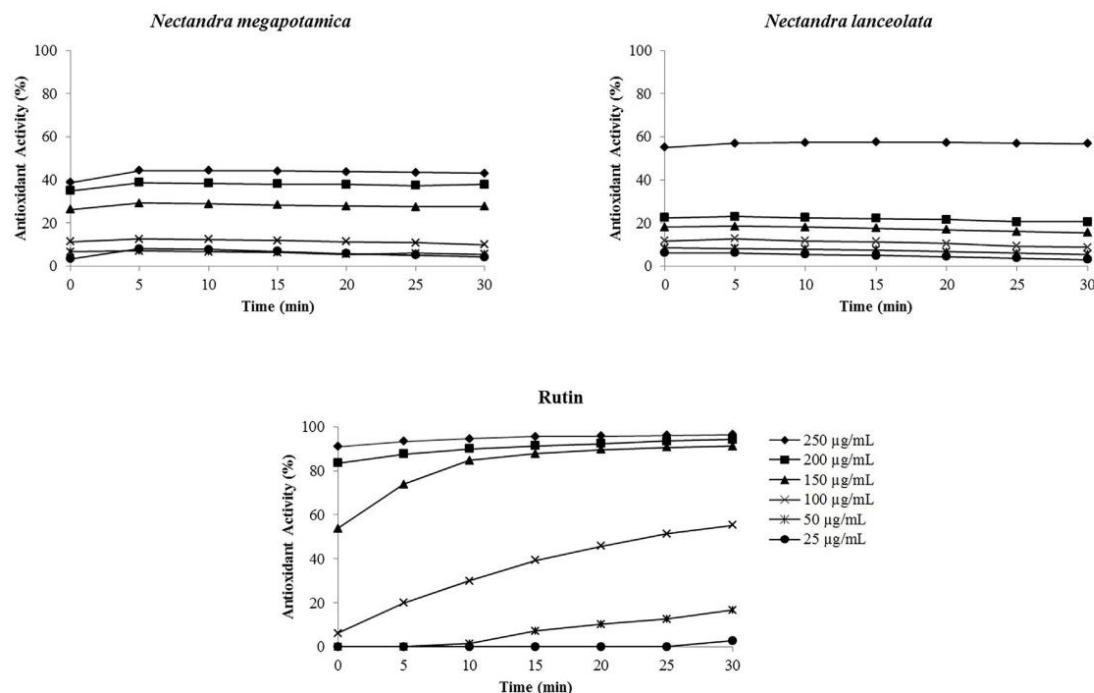 Nectandra megapotamica
100
80
60
40
20
0
Antioxidant Activity (%)
0 5 10 15 20 25 30
Time (min)
Nectandra lanceolata
100
80
60
40
20
0
Antioxidant Activity (%)
0 5 10 15 20 25 30
Time (min)
Rutin
100
80
60
40
20
0
Antioxidant Activity (%)
0 5 10 15 20 25 30
Time (min)
250 µg/mL
200 µg/mL
150 µg/mL
100 µg/mL
50 µg/mL
25 µg/mL